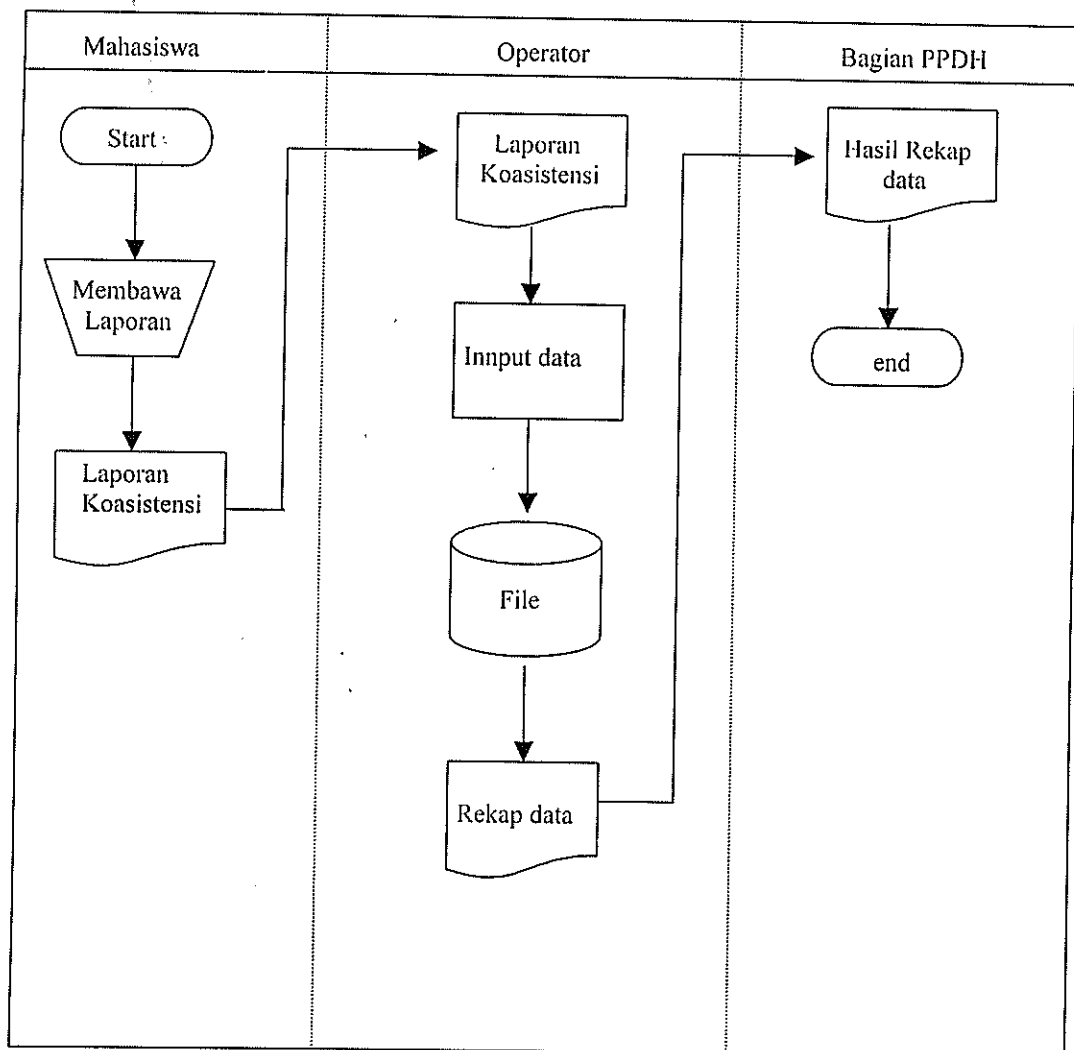 Mahasiswa
Operator
Bagian PPDH
Start
Membawa
Laporan
Laporan
Koasistensi
Laporan
Koasistensi
Innput data
File
Rekap data
Hasil Rekap
data
end